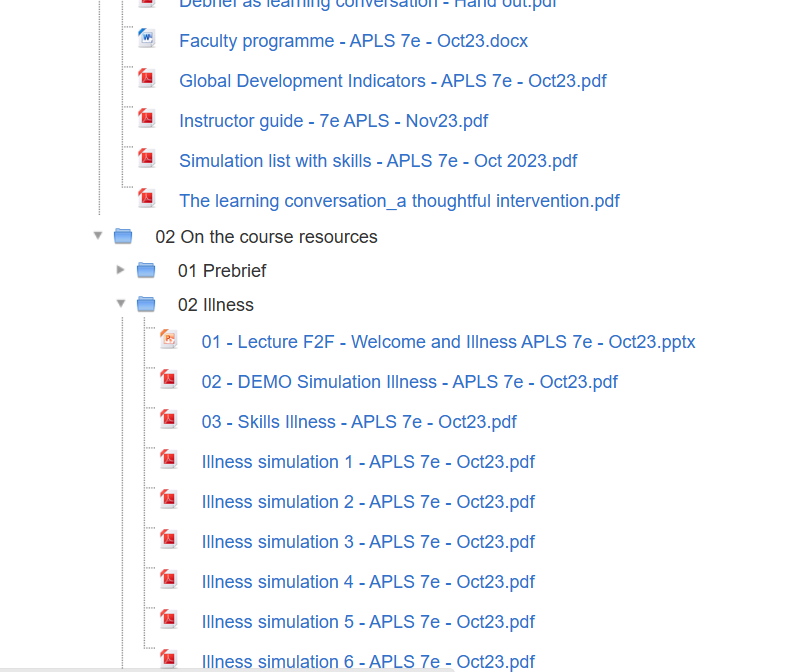 Debrief as learning conversation - Hand out.pdf
Faculty programme - APLS 7e - Oct23.docx
Global Development Indicators - APLS 7e - Oct23.pdf
Instructor guide - 7e APLS - Nov23.pdf
Simulation list with skills - APLS 7e - Oct 2023.pdf
The learning conversation_a thoughtful intervention.pdf
02 On the course resources
01 Prebrief
02 Illness
01 - Lecture F2F - Welcome and Illness APLS 7e - Oct23.pptx
02 - DEMO Simulation Illness - APLS 7e - Oct23.pdf
03 - Skills Illness - APLS 7e - Oct23.pdf
Illness simulation 1 - APLS 7e - Oct23.pdf
Illness simulation 2 - APLS 7e - Oct23.pdf
Illness simulation 3 - APLS 7e - Oct23.pdf
Illness simulation 4 - APLS 7e - Oct23.pdf
Illness simulation 5 - APLS 7e - Oct23.pdf
Illness simulation 6 - APLS 7e - Oct23.pdf